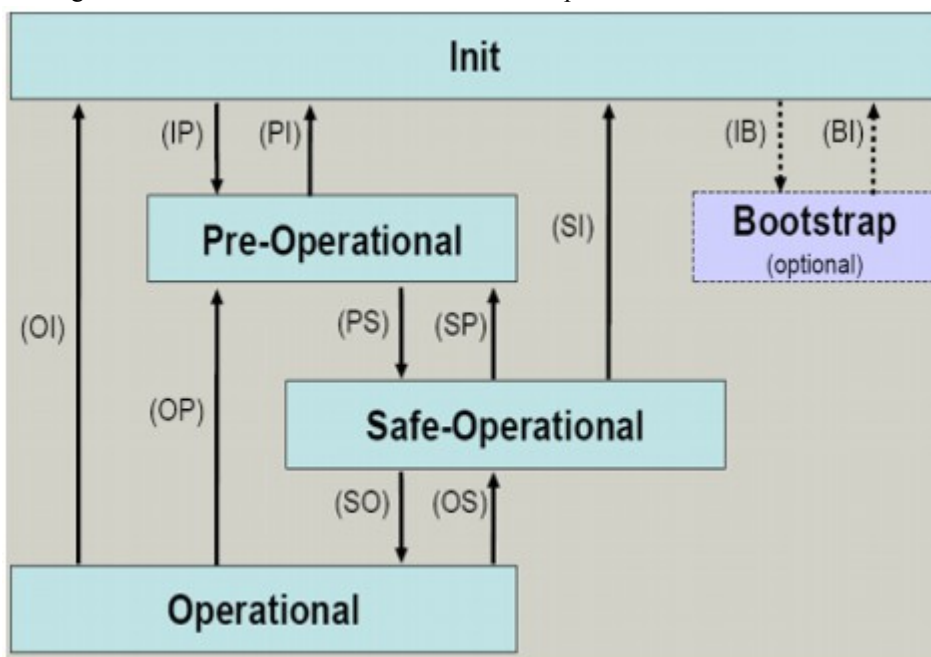 Init
(IP)
(PI)
(IB)
(BI)
Pre-Operational
(SI)
Bootstrap
(optional)
(OI)
(PS)
(SP)
(OP)
Safe-Operational
(SO)
(OS)
Operational